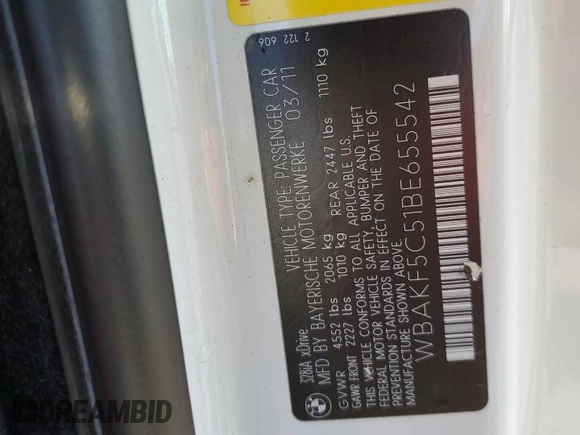 2 122 606
328iA xDrive VEHICLE TYPE: PASSENGER CAR
MFD BY BAYERISCHE MOTORENWERKE 03/11
GVWR 4552 lbs 2065 kg
GAWR FRONT 2227 lbs 1010 kg REAR 2447 lbs 1110 kg
THIS VEHICLE CONFORMS TO ALL APPLICABLE U.S.
FEDERAL MOTOR VEHICLE SAFETY, BUMPER AND THEFT
PREVENTION STANDARDS IN EFFECT ON THE DATE OF
MANUFACTURE SHOWN ABOVE.
WBAKF5C51BE655542
DREAMBID